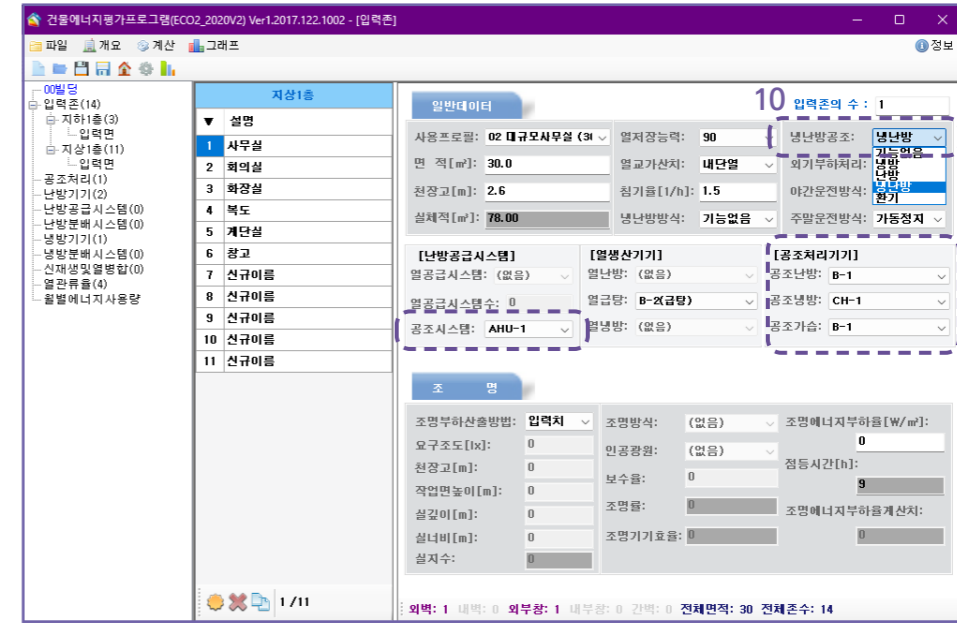 건물에너지평가프로그램(ECO2_2020V2) Ver1.2017.122.1002 - [입력존]
파일 개요 계산 그래프 정보
00빌딩
입력존(14)
지하1층(3)
입력면
지상1층(11)
입력면
공조처리(1)
난방기기(2)
난방공급시스템(0)
난방분배시스템(0)
냉방기기(1)
냉방분배시스템(0)
신재생및열병합(0)
열관류율(4)
월별에너지사용량
지상1층
▼ 설명
1 사무실
2 회의실
3 화장실
4 복도
5 계단실
6 창고
7 신규이름
8 신규이름
9 신규이름
10 신규이름
11 신규이름
1 /11
일반데이터
10 입력존의 수 : 1
사용프로필: 02 대규모사무실 (3( 열저장능력: 90 냉난방공조: 냉난방
기능없음
냉방
난방
냉난방
환기
면 적[㎡]: 30.0 열교가산치: 내단열 외기부하처리:
천장고[m]: 2.6 침기율[1/h]: 1.5 야간운전방식:
실체적[㎥]: 78.00 냉난방방식: 기능없음 주말운전방식: 가동정지
[난방공급시스템] [열생산기기] [공조처리기기]
열공급시스템: (없음) 열난방: (없음) 공조난방: B-1
열공급시스템수: 0 열급탕: B-2(급탕) 공조냉방: CH-1
공조시스템: AHU-1 열냉방: (없음) 공조가습: B-1
조 명
조명부하산출방법: 입력치 조명방식: (없음) 조명에너지부하율[W/㎡]:
0
요구조도[lx]: 0 인공광원: (없음) 점등시간[h]:
9
천장고[m]: 0 보수율: 0
작업면높이[m]: 0
실깊이[m]: 0 조명률: 0 조명에너지부하율계산치:
0
실너비[m]: 0 조명기기효율: 0
실지수: 0
외벽: 1 내벽: 0 외부창: 1 내부창: 0 간벽: 0 전체면적: 30 전체존수: 14